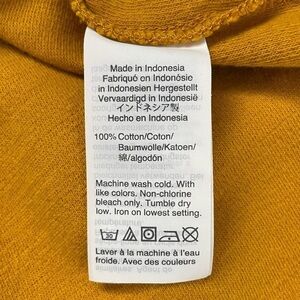 Made in Indonesia
Fabriqué en Indonésie
in Indonesien Hergestellt
Vervaardigd in Indonesië
インドネシア製
Hecho en Indonesia
100% Cotton/Coton/
Baumwolle/Katoen/
綿/algodón
Machine wash cold. With
like colors. Non-chlorine
bleach only. Tumble dry
low. Iron on lowest setting.
30
Laver à la machine à l'eau
froide. Avec des couleurs